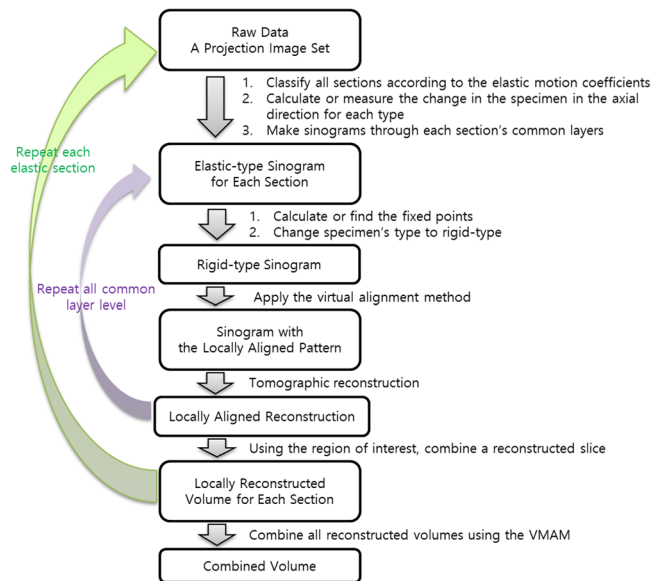 Raw Data
A Projection Image Set
1. Classify all sections according to the elastic motion coefficients
2. Calculate or measure the change in the specimen in the axial
direction for each type
3. Make sinograms through each section's common layers
Repeat each
elastic section
Elastic-type Sinogram
for Each Section
1. Calculate or find the fixed points
2. Change specimen's type to rigid-type
Rigid-type Sinogram
Repeat all common
layer level
Apply the virtual alignment method
Sinogram with
the Locally Aligned Pattern
Tomographic reconstruction
Locally Aligned Reconstruction
Using the region of interest, combine a reconstructed slice
Locally Reconstructed
Volume for Each Section
Combine all reconstructed volumes using the VMAM
Combined Volume